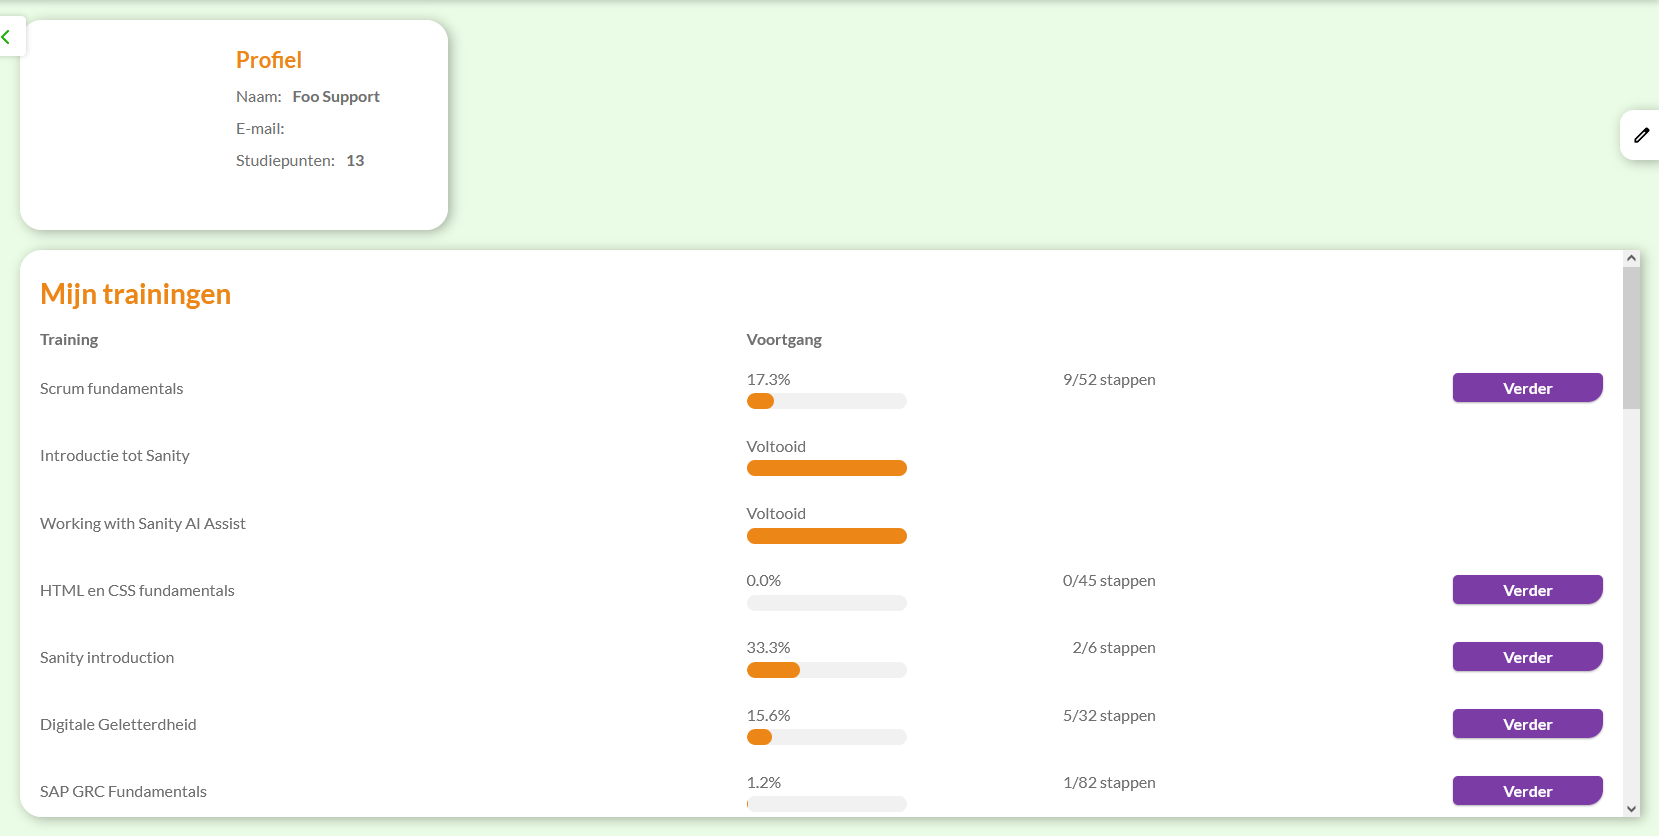 Profiel
Naam: Foo Support
E-mail:
Studiepunten: 13
Mijn trainingen
Training Voortgang
Scrum fundamentals 17.3% 9/52 stappen Verder
Introductie tot Sanity Voltooid
Working with Sanity AI Assist Voltooid
HTML en CSS fundamentals 0.0% 0/45 stappen Verder
Sanity introduction 33.3% 2/6 stappen Verder
Digitale Geletterdheid 15.6% 5/32 stappen Verder
SAP GRC Fundamentals 1.2% 1/82 stappen Verder